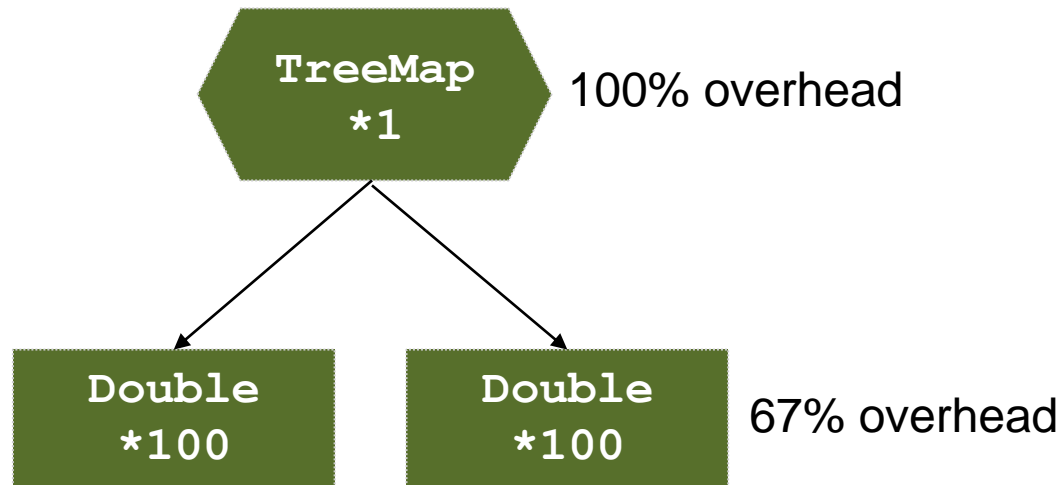 TreeMap
*1
100% overhead
Double
*100
Double
*100
67% overhead